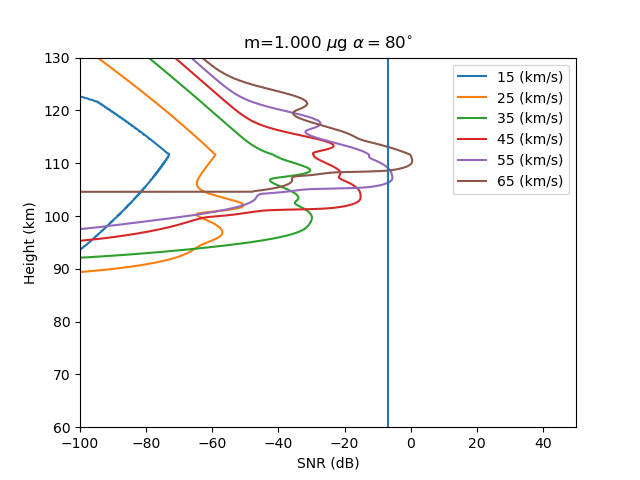 m=1.000 μg α = 80°
130
120
110
100
90
80
70
60
Height (km)
15 (km/s)
25 (km/s)
35 (km/s)
45 (km/s)
55 (km/s)
65 (km/s)
−100 −80 −60 −40 −20 0 20 40
SNR (dB)